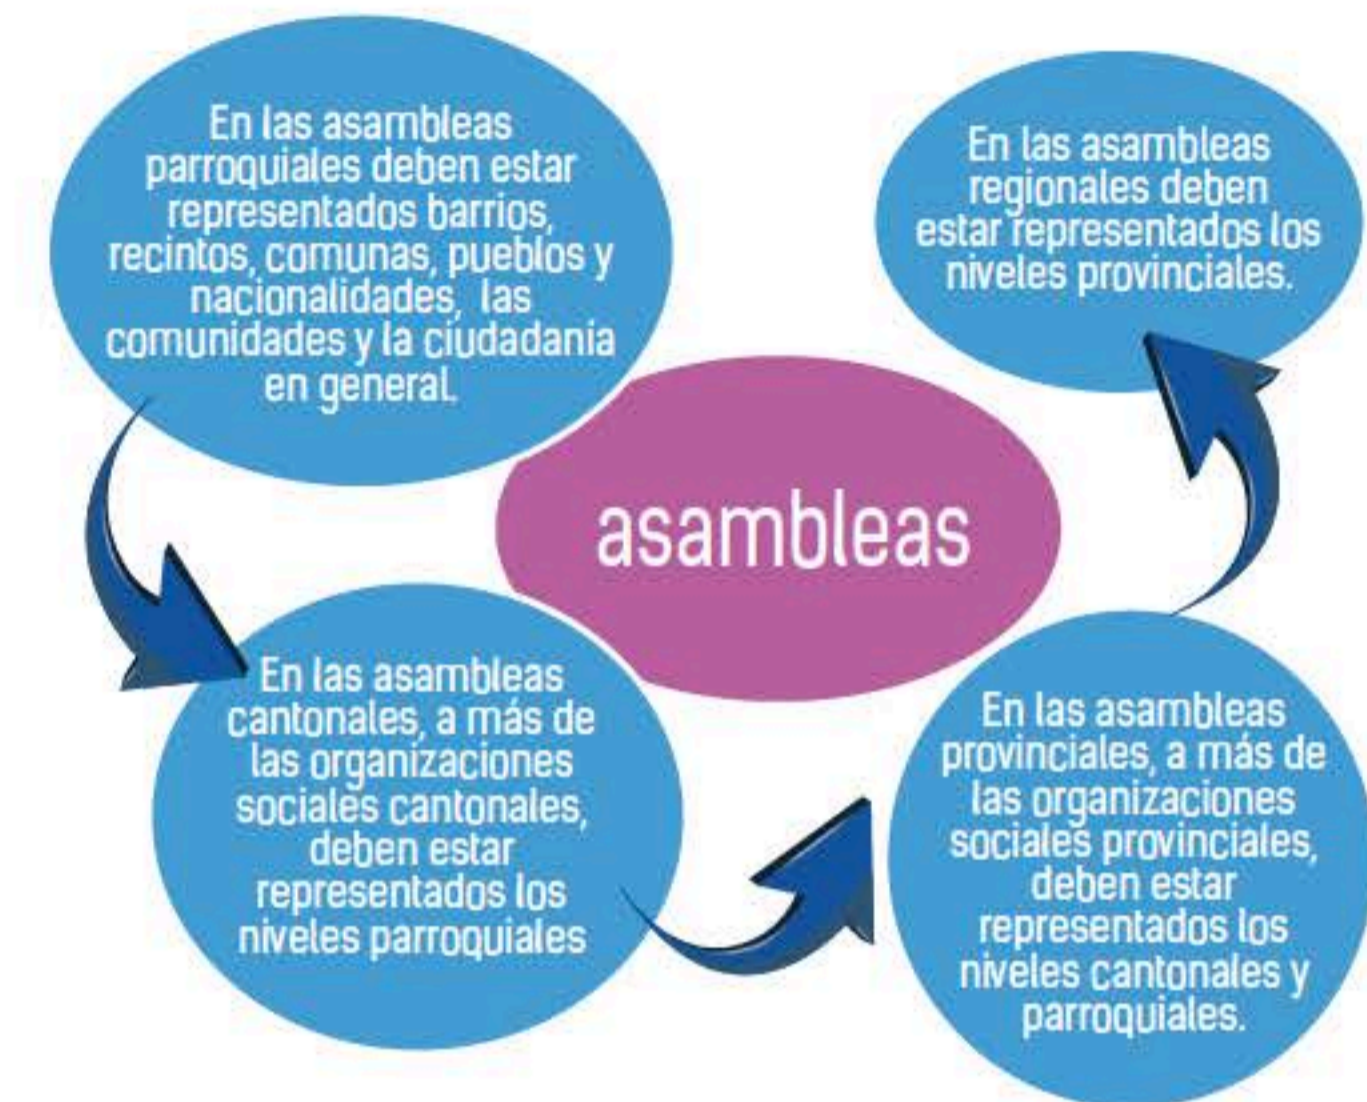 En las asambleas
parroquiales deben estar
representados barrios,
recintos, comunas, pueblos y
nacionalidades, las
comunidades y la ciudadanía
en general.
En las asambleas
cantonales, a más de
las organizaciones
sociales cantonales,
deben estar
representados los
niveles parroquiales
asambleas
En las asambleas
provinciales, a más de
las organizaciones
sociales provinciales,
deben estar
representados los
niveles cantonales y
parroquiales.
En las asambleas
regionales deben
estar representados los
niveles provinciales.